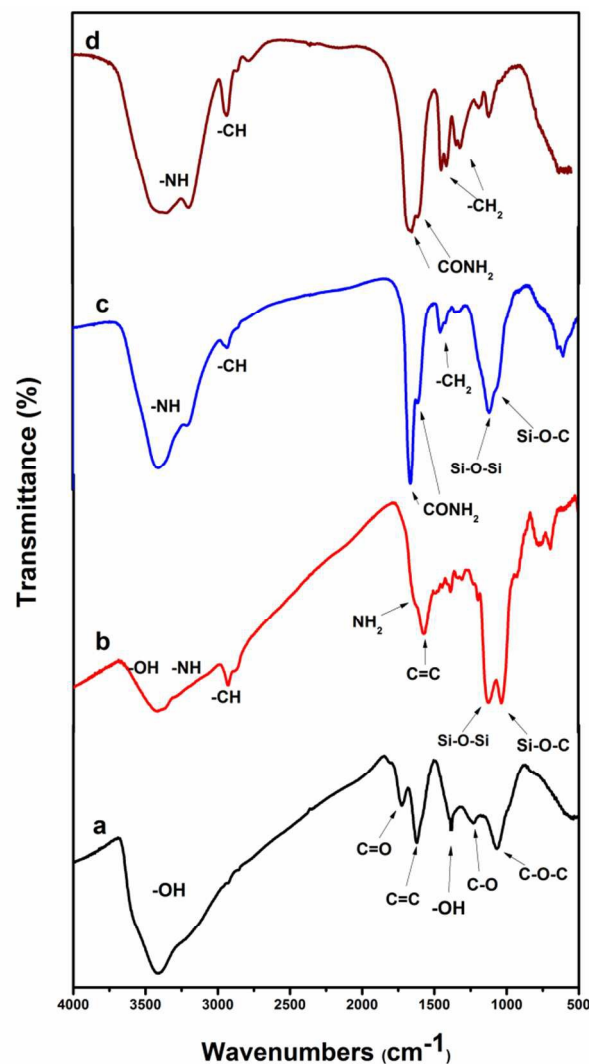 d
-CH
-NH
-CH₂
CONH₂
c
-CH
-NH
-CH₂
Si-O-C
Si-O-Si
CONH₂
b
NH₂
-OH -NH
C=C
-CH
Si-O-Si
Si-O-C
a
C=O
C-O
C-O-C
-OH
C=C
-OH
Transmittance (%)
4000 3500 3000 2500 2000 1500 1000 500
Wavenumbers (cm⁻¹)